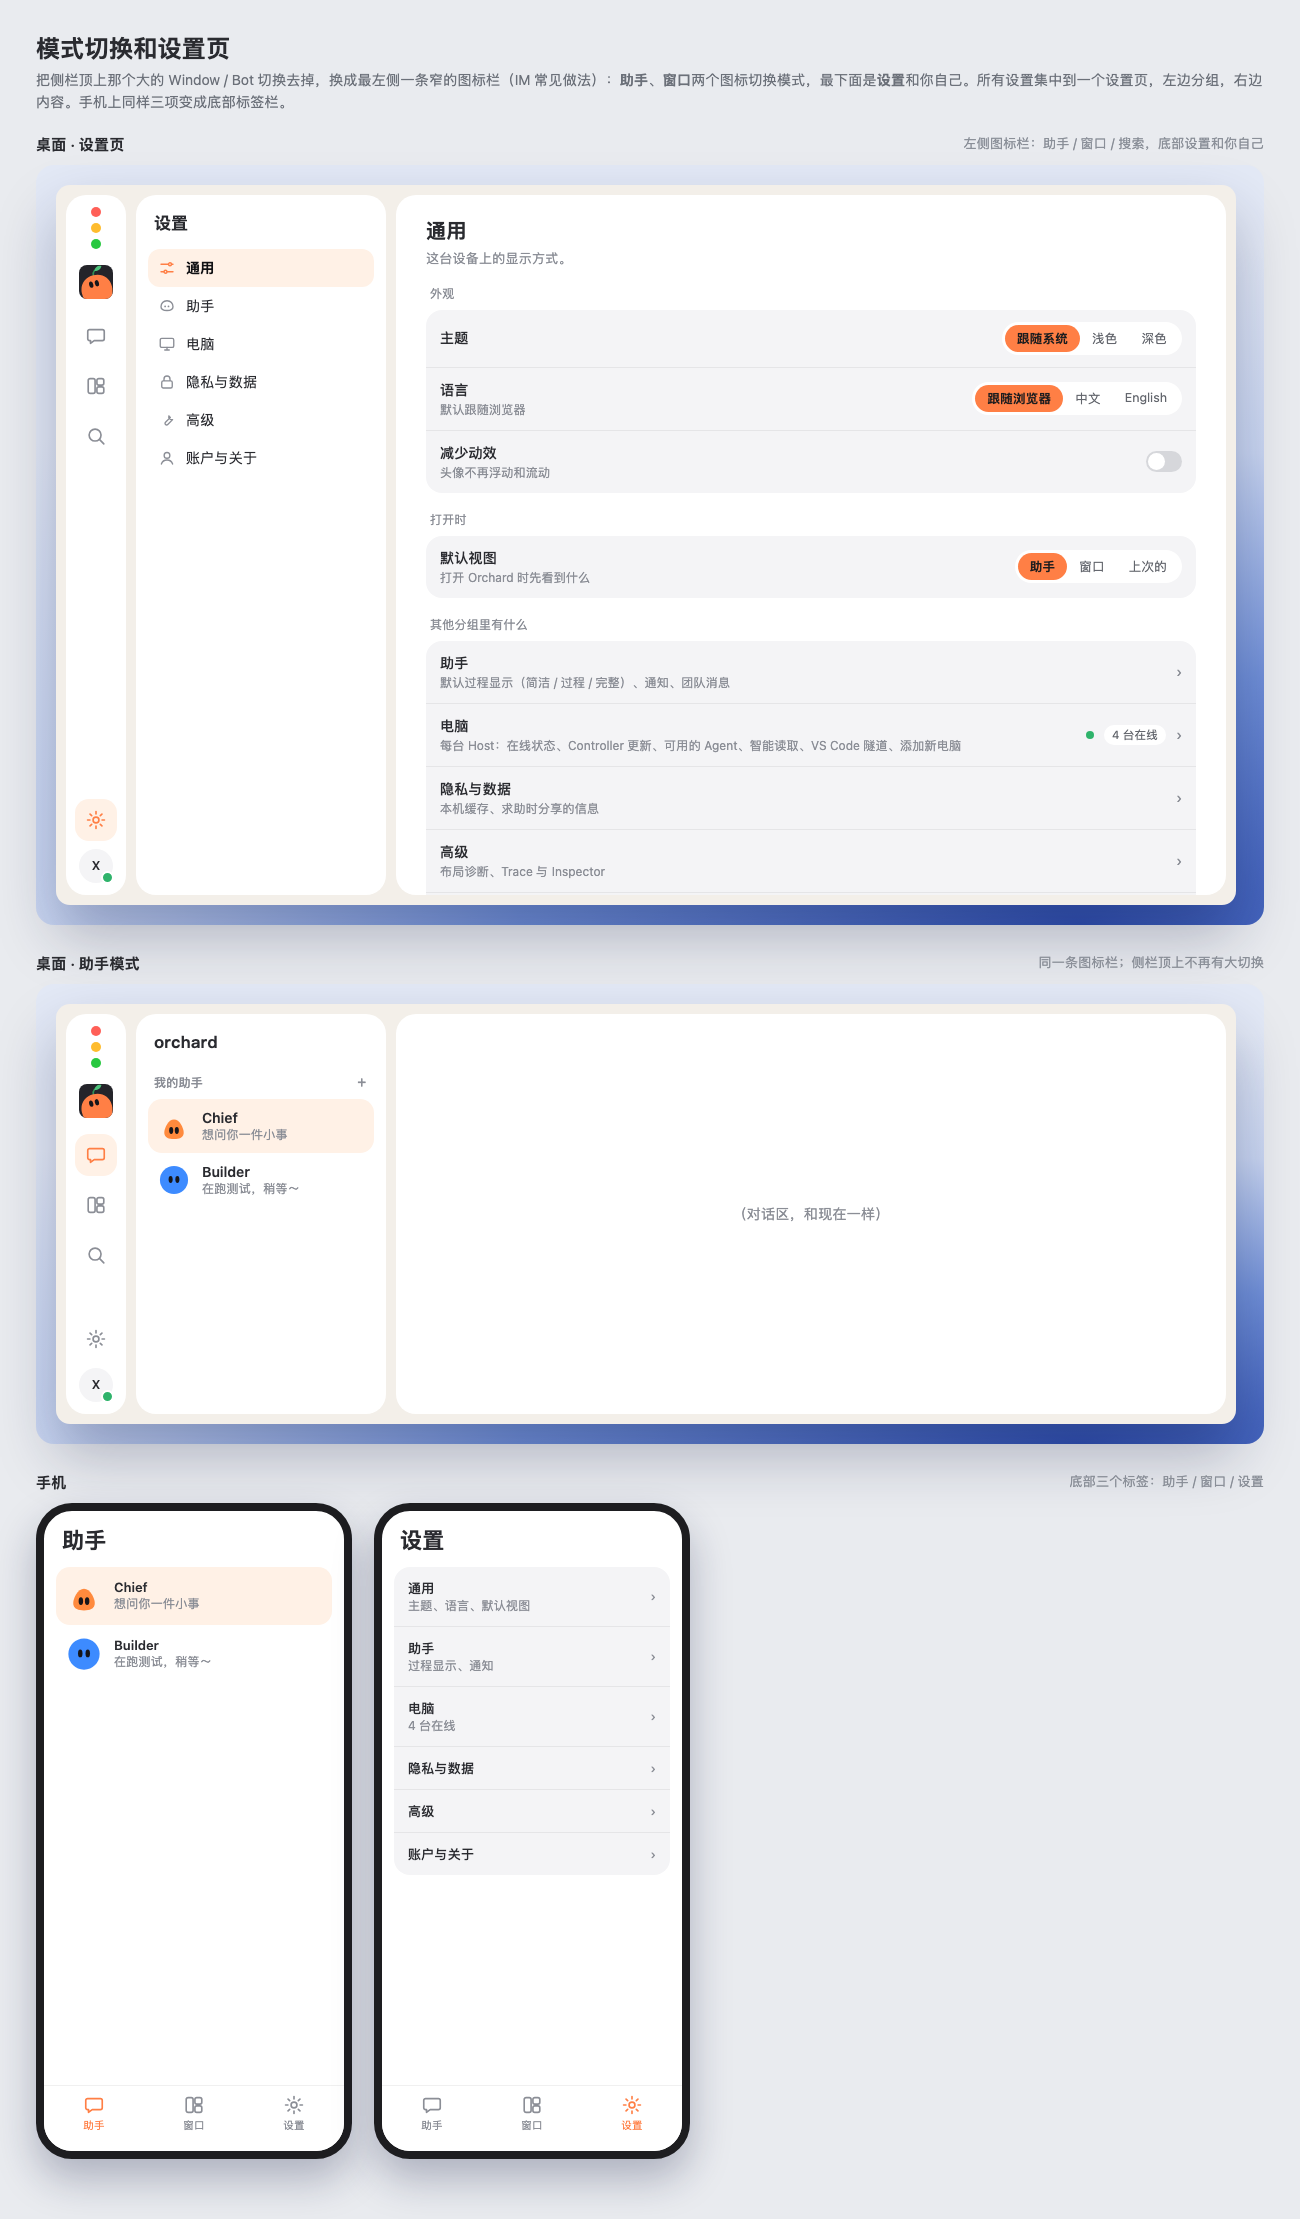 模式切换和设置页
把侧栏顶上那个大的 Window / Bot 切换去掉，换成最左侧一条窄的图标栏（IM 常见做法）：助手、窗口两个图标切换模式，最下面是设置和你自己。所有设置集中到一个设置页，左边分组，右边
内容。手机上同样三项变成底部标签栏。
桌面 · 设置页
左侧图标栏：助手 / 窗口 / 搜索，底部设置和你自己
设置
通用
助手
电脑
隐私与数据
高级
账户与关于
X
通用
这台设备上的显示方式。
外观
主题
跟随系统 浅色 深色
语言
默认跟随浏览器
跟随浏览器 中文 English
减少动效
头像不再浮动和流动
打开时
默认视图
打开 Orchard 时先看到什么
助手 窗口 上次的
其他分组里有什么
助手
默认过程显示（简洁 / 过程 / 完整）、通知、团队消息
›
电脑
每台 Host：在线状态、Controller 更新、可用的 Agent、智能读取、VS Code 隧道、添加新电脑
4 台在线 ›
隐私与数据
本机缓存、求助时分享的信息
›
高级
布局诊断、Trace 与 Inspector
›
桌面 · 助手模式
同一条图标栏；侧栏顶上不再有大切换
orchard
我的助手 +
Chief
想问你一件小事
Builder
在跑测试，稍等～
X
（对话区，和现在一样）
手机
底部三个标签：助手 / 窗口 / 设置
助手
Chief
想问你一件小事
Builder
在跑测试，稍等～
助手 窗口 设置
设置
通用
主题、语言、默认视图
›
助手
过程显示、通知
›
电脑
4 台在线
›
隐私与数据 ›
高级 ›
账户与关于 ›
助手 窗口 设置